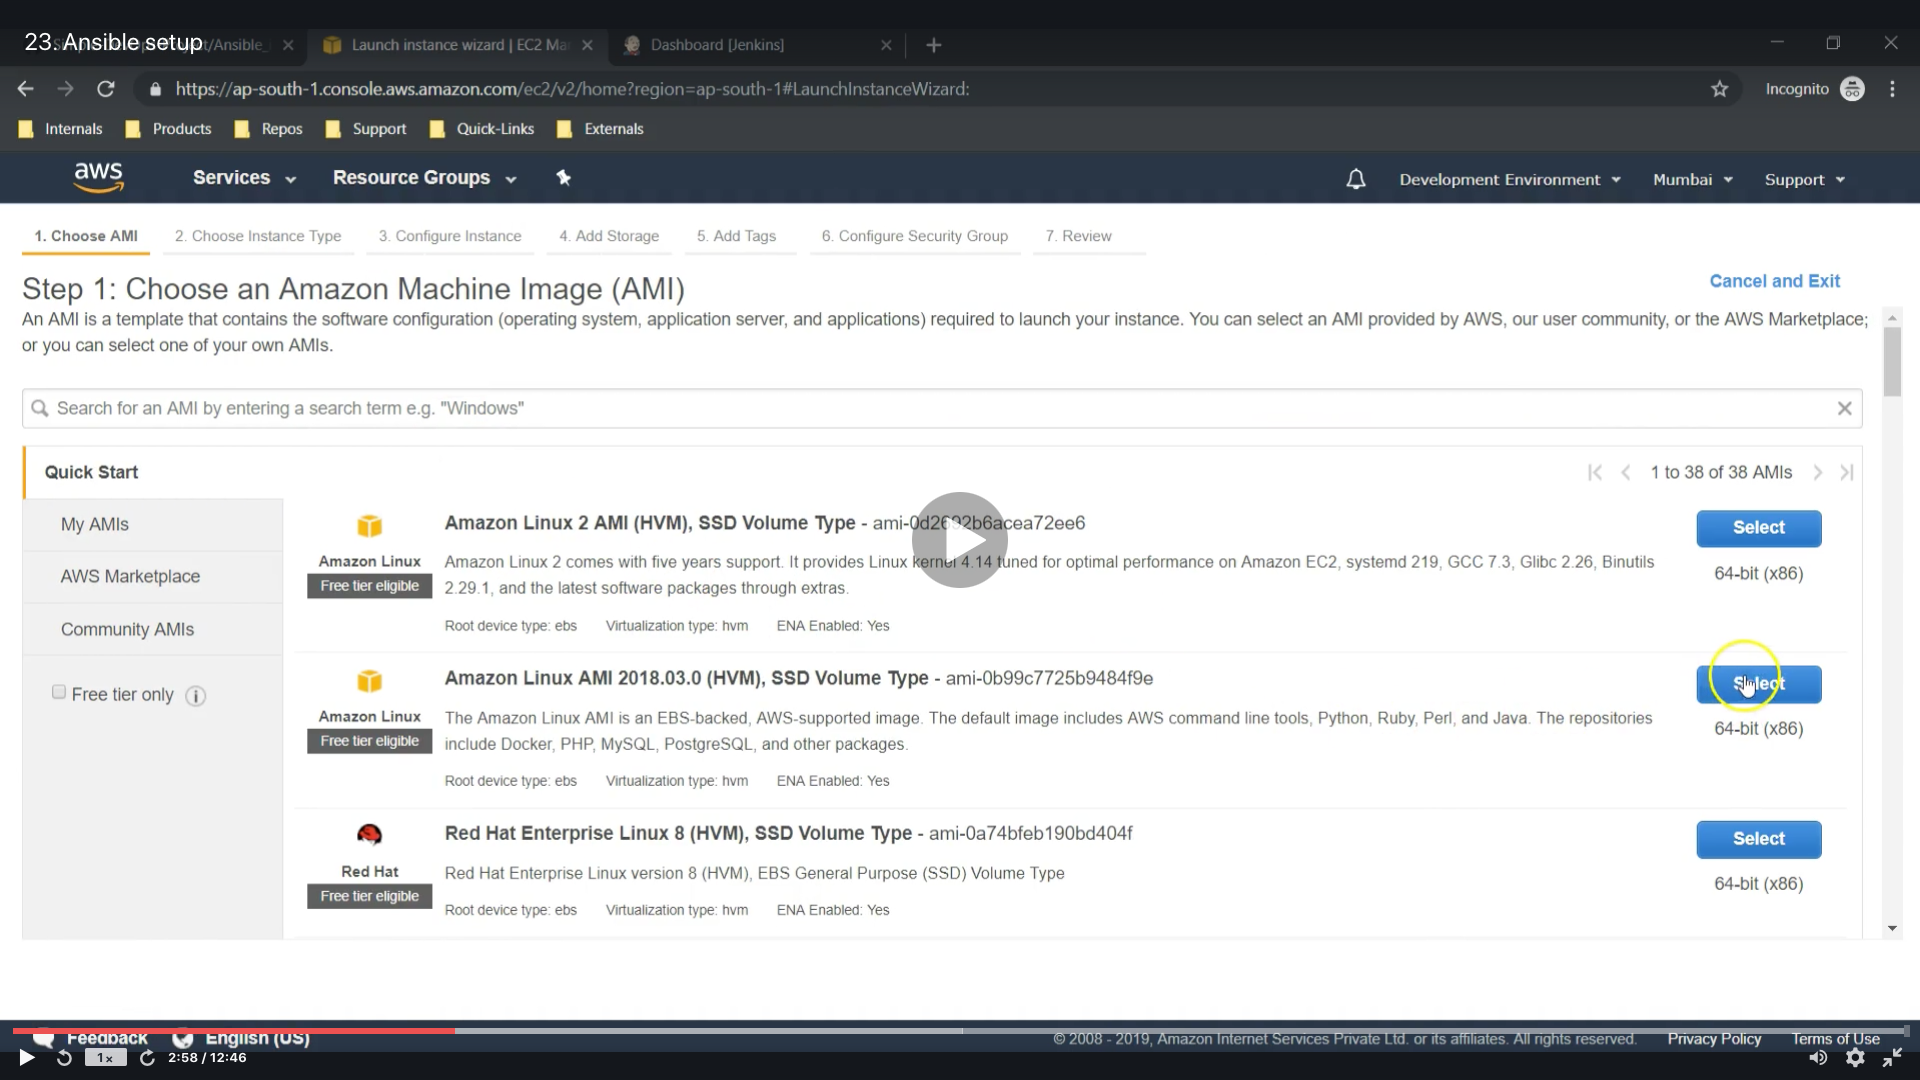 23. Ansible setup
Launch instance wizard | EC2 Ma
Dashboard [Jenkins]
https://ap-south-1.console.aws.amazon.com/ec2/v2/home?region=ap-south-1#LaunchInstanceWizard:
Incognito
Internals Products Repos Support Quick-Links Externals
aws Services Resource Groups Development Environment Mumbai Support
1. Choose AMI 2. Choose Instance Type 3. Configure Instance 4. Add Storage 5. Add Tags 6. Configure Security Group 7. Review
Step 1: Choose an Amazon Machine Image (AMI)
Cancel and Exit
An AMI is a template that contains the software configuration (operating system, application server, and applications) required to launch your instance. You can select an AMI provided by AWS, our user community, or the AWS Marketplace;
or you can select one of your own AMIs.
Search for an AMI by entering a search term e.g. "Windows"
Quick Start
My AMIs
AWS Marketplace
Community AMIs
Free tier only
1 to 38 of 38 AMIs
Amazon Linux
Free tier eligible
Amazon Linux 2 AMI (HVM), SSD Volume Type - ami-0d2692b6acea72ee6
Amazon Linux 2 comes with five years support. It provides Linux kernel 4.14 tuned for optimal performance on Amazon EC2, systemd 219, GCC 7.3, Glibc 2.26, Binutils
2.29.1, and the latest software packages through extras.
Root device type: ebs Virtualization type: hvm ENA Enabled: Yes
Select
64-bit (x86)
Amazon Linux
Free tier eligible
Amazon Linux AMI 2018.03.0 (HVM), SSD Volume Type - ami-0b99c7725b9484f9e
The Amazon Linux AMI is an EBS-backed, AWS-supported image. The default image includes AWS command line tools, Python, Ruby, Perl, and Java. The repositories
include Docker, PHP, MySQL, PostgreSQL, and other packages.
Root device type: ebs Virtualization type: hvm ENA Enabled: Yes
Select
64-bit (x86)
Red Hat
Free tier eligible
Red Hat Enterprise Linux 8 (HVM), SSD Volume Type - ami-0a74bfeb190bd404f
Red Hat Enterprise Linux version 8 (HVM), EBS General Purpose (SSD) Volume Type
Root device type: ebs Virtualization type: hvm ENA Enabled: Yes
Select
64-bit (x86)
Feedback English (US)
© 2008 - 2019, Amazon Internet Services Private Ltd. or its affiliates. All rights reserved. Privacy Policy Terms of Use
1x 2:58 / 12:46